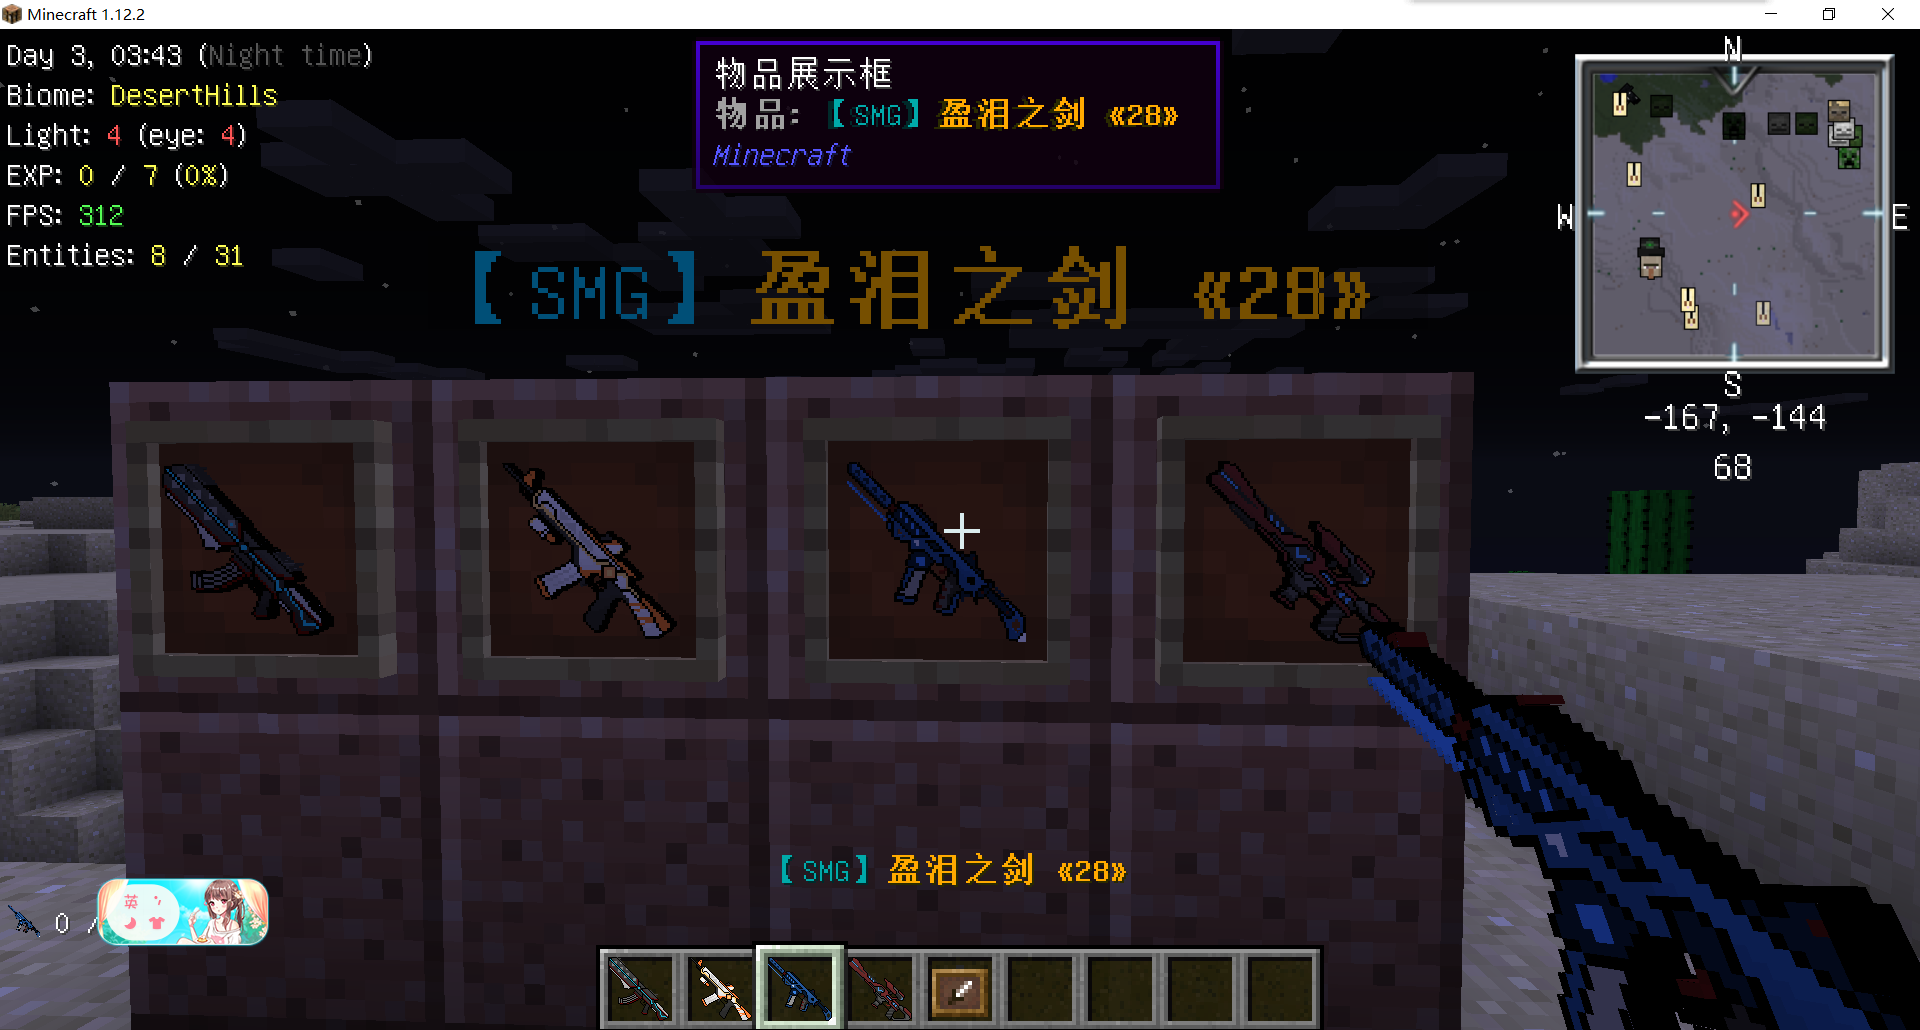 Minecraft 1.12.2
Day 3, 03:43 (Night time)
Biome: DesertHills
Light: 4 (eye: 4)
EXP: 0 / 7 (0%)
FPS: 312
Entities: 8 / 31
物品展示框
物品: 【SMG】 盈泪之剑 «28»
Minecraft
N
W
E
S
-167, -144
68
【SMG】 盈泪之剑 «28»
【SMG】 盈泪之剑 «28»
0 /
英